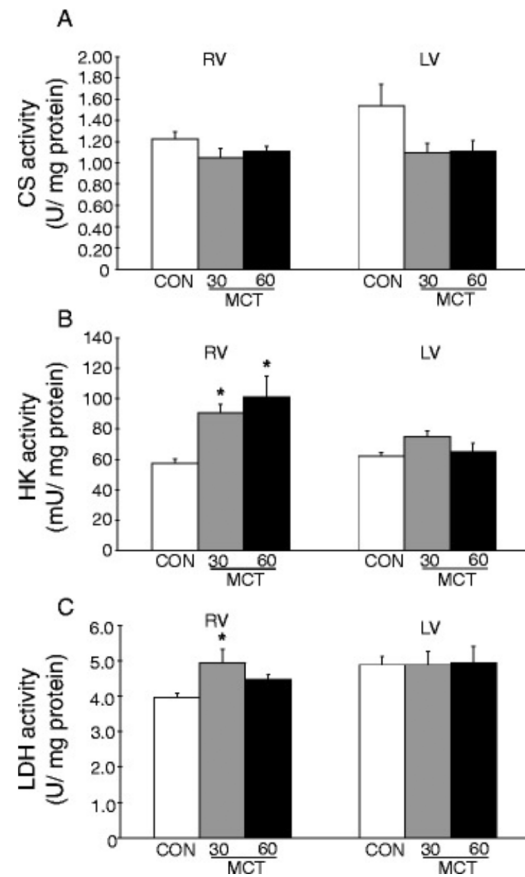 A
RV LV
CS activity
(U/ mg protein)
2.00
1.80
1.60
1.40
1.20
1.00
0.80
0.60
0.40
0.20
0
CON 30 60 CON 30 60
MCT MCT
B
RV LV
HK activity
(mU/ mg protein)
140
120
100
80
60
40
20
0
* *
CON 30 60 CON 30 60
MCT MCT
C
RV LV
LDH activity
(U/ mg protein)
6.0
5.0
4.0
3.0
2.0
1.0
0
*
CON 30 60 CON 30 60
MCT MCT